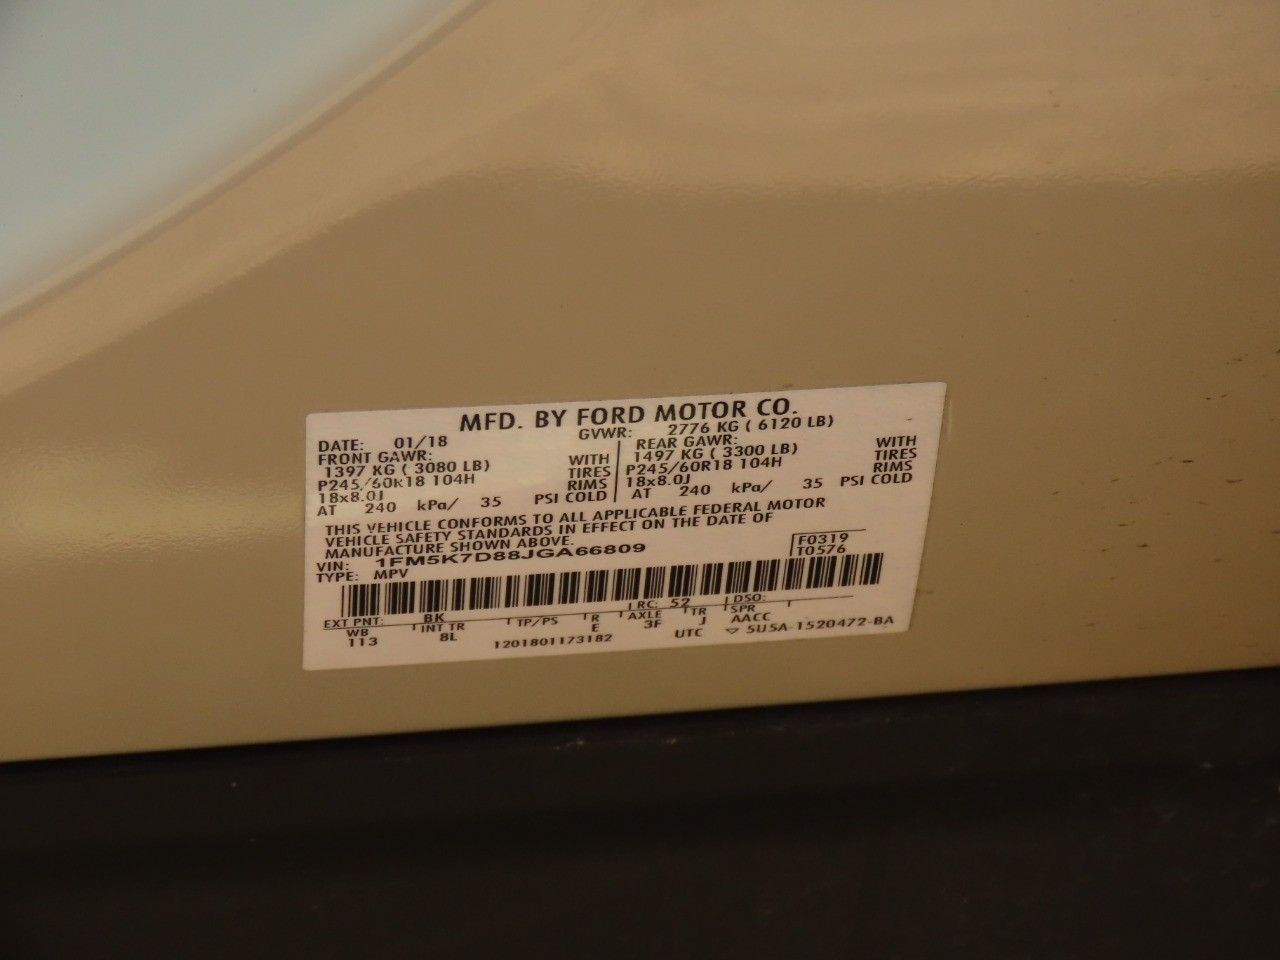 MFD. BY FORD MOTOR CO.
DATE: 01/18 GVWR: 2776 KG ( 6120 LB)
FRONT GAWR: WITH REAR GAWR: WITH
1397 KG ( 3080 LB) TIRES 1497 KG ( 3300 LB) TIRES
P245/60R18 104H RIMS P245/60R18 104H RIMS
18x8.0J 18x8.0J
AT 240 kPa/ 35 PSI COLD AT 240 kPa/ 35 PSI COLD
THIS VEHICLE CONFORMS TO ALL APPLICABLE FEDERAL MOTOR
VEHICLE SAFETY STANDARDS IN EFFECT ON THE DATE OF
MANUFACTURE SHOWN ABOVE.
VIN: 1FM5K7D88JGA66809 F0319
TYPE: MPV T0576
EXT PNT: BK RC: 52 DSO:
WB INT TR TP/PS R AXLE TR SPR
113 8L E 3F J AACC
1201801173182 UTC ▽ 5U5A-1520472-BA